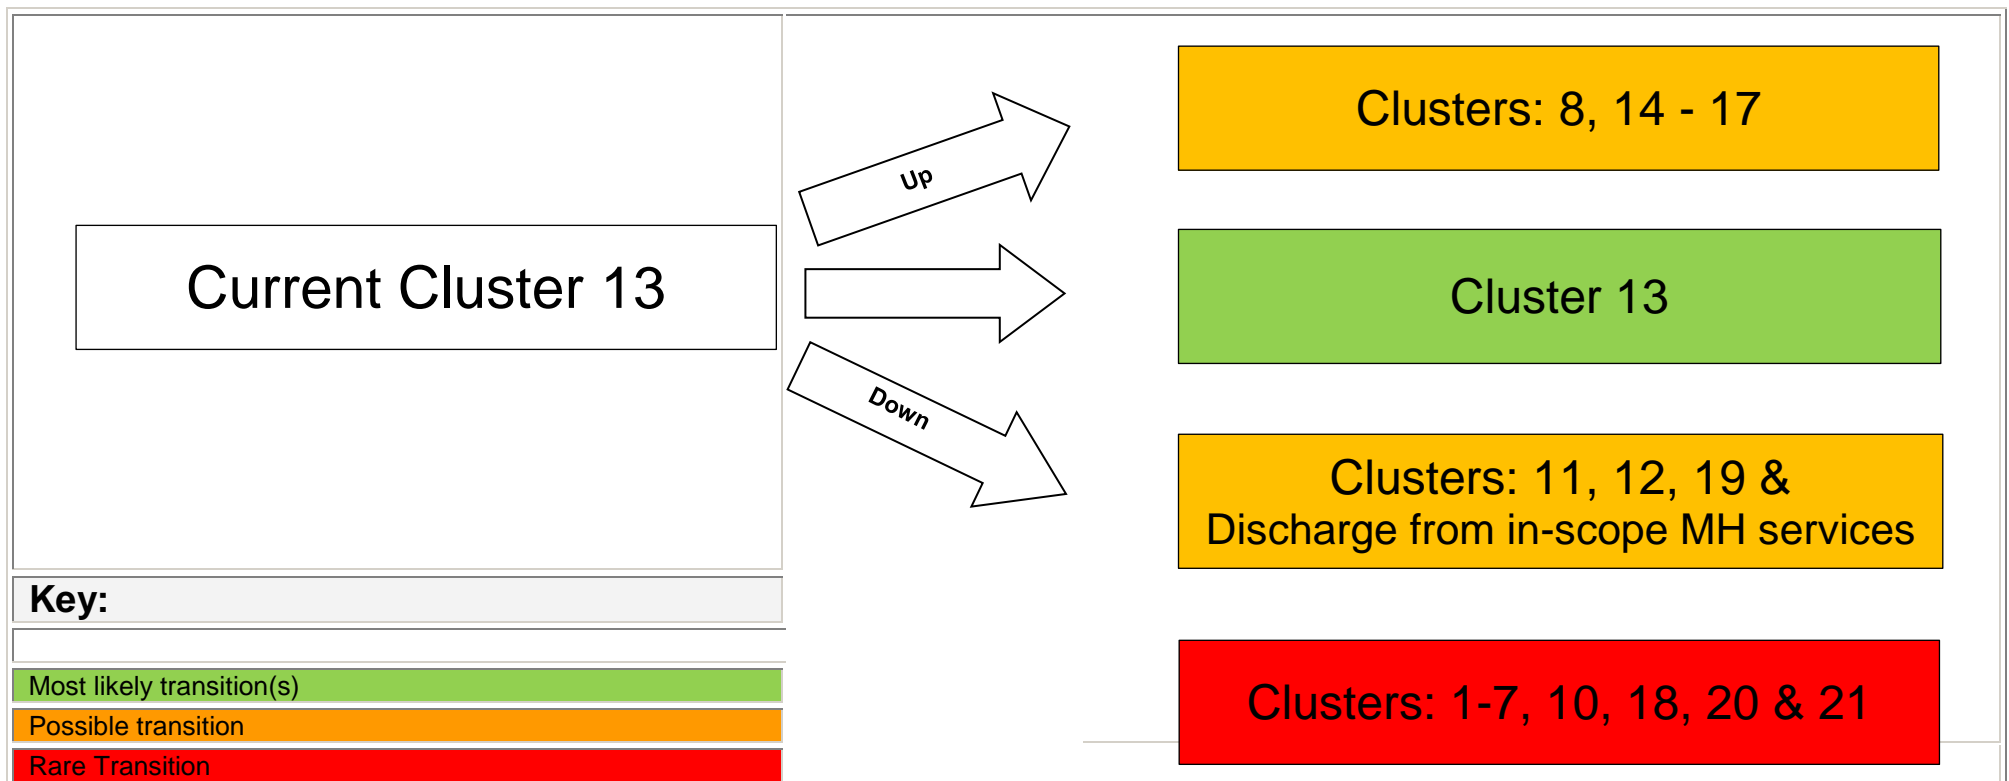 Current Cluster 13
Up
Down
Clusters: 8, 14 - 17
Cluster 13
Clusters: 11, 12, 19 &
Discharge from in-scope MH services
Clusters: 1-7, 10, 18, 20 & 21
Key:
Most likely transition(s)
Possible transition
Rare Transition